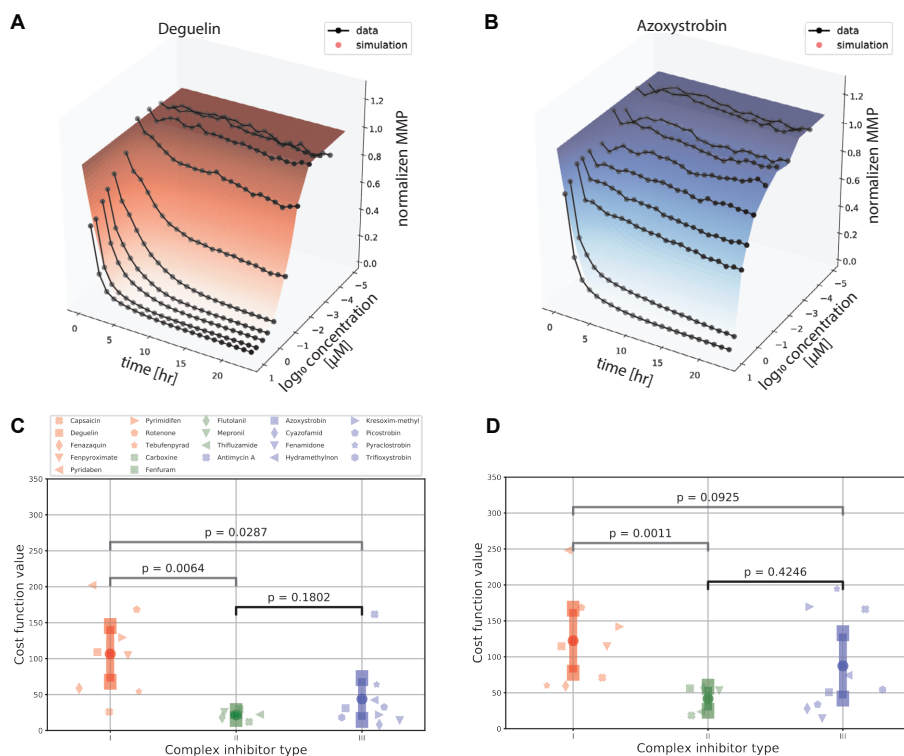 A
Deguelin
data
simulation
1.2
1.0
0.8
0.6
0.4
0.2
0.0
normalizen MMP
0
5
10
15
20
time [hr]
1
0
−1
−2
−2
−3
−4
−5
log₁₀ concentration
[μM]
B
Azoxystrobin
data
simulation
1.2
1.0
0.8
0.6
0.4
0.2
0.0
normalizen MMP
0
5
10
15
20
time [hr]
1
0
−1
−2
−2
−3
−4
−5
log₁₀ concentration
[μM]
C
Capsaicin
Deguelin
Fenazaquin
Fenpyroximate
Pyridaben
Pyrimidifen
Rotenone
Tebufenpyrad
Carboxine
Fenfuram
Flutolanil
Mepronil
Thifluzamide
Antimycin A
Azoxystrobin
Cyazofamid
Fenamidone
Hydramethylnon
Kresoxim-methyl
Picostrobin
Pyraclostrobin
Trifloxystrobin
350
300
250
200
150
100
50
0
Cost function value
p = 0.0287
p = 0.0064
p = 0.1802
I
II
III
Complex inhibitor type
D
350
300
250
200
150
100
50
0
Cost function value
p = 0.0925
p = 0.0011
p = 0.4246
I
II
III
Complex inhibitor type